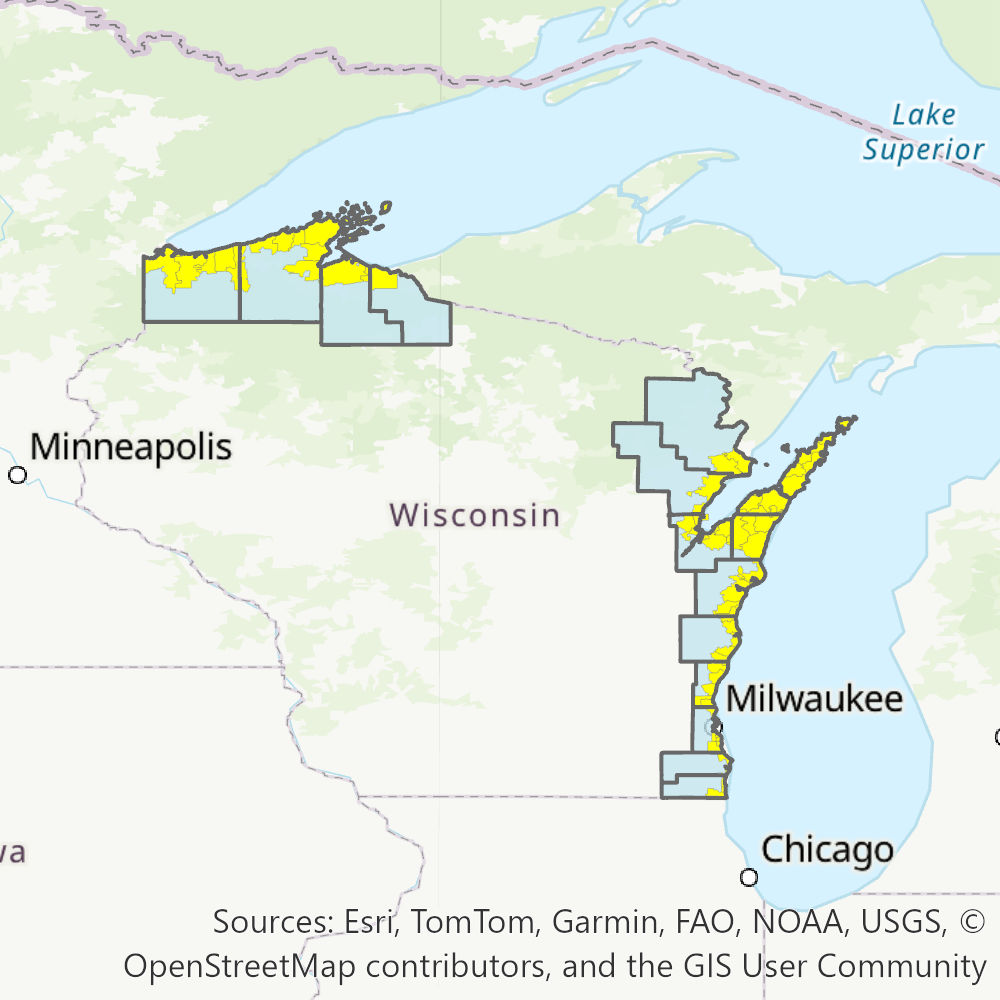 Lake
Superior
Minneapolis
Wisconsin
Milwaukee
Chicago
Sources: Esri, TomTom, Garmin, FAO, NOAA, USGS, ©
OpenStreetMap contributors, and the GIS User Community